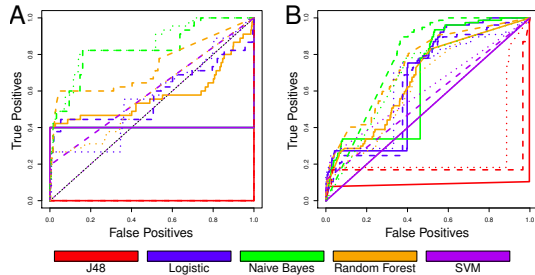 A
B
True Positives
1.0
0.8
0.6
0.4
0.2
0.0
0.0 0.2 0.4 0.6 0.8 1.0
False Positives
True Positives
1.0
0.8
0.6
0.4
0.2
0.0
0.0 0.2 0.4 0.6 0.8 1.0
False Positives
J48 Logistic Naive Bayes Random Forest SVM